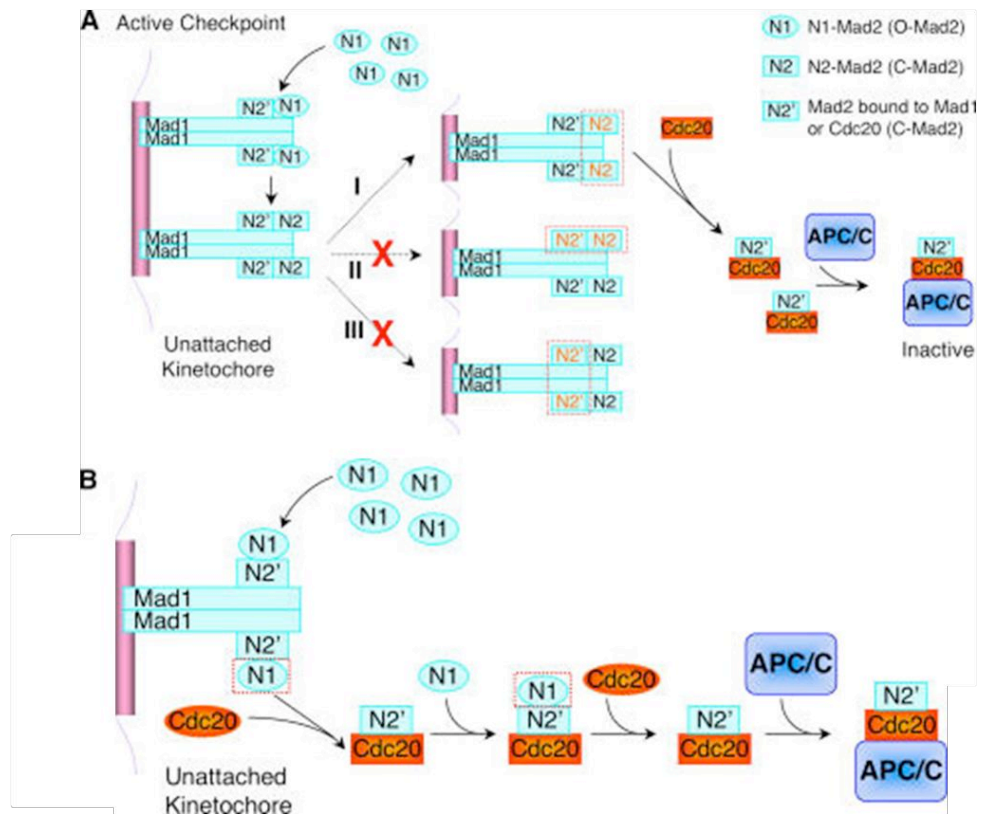 A Active Checkpoint
N1 N1-Mad2 (O-Mad2)
N2 N2-Mad2 (C-Mad2)
N2' Mad2 bound to Mad1
or Cdc20 (C-Mad2)
N1 N1
N1 N1
N2' N1
Mad1
Mad1
N2' N1
N2' N2
Mad1
Mad1
N2' N2
Unattached
Kinetochore
I
X
II
III
X
N2' N2
Mad1
Mad1
N2' N2
N2' N2
Mad1
Mad1
N2' N2
N2' N2
Mad1
Mad1
N2' N2
Cdc20
N2'
Cdc20
N2'
Cdc20
APC/C
N2'
Cdc20
APC/C
Inactive
B
N1 N1
N1 N1
N1
N2'
Mad1
Mad1
N2'
N1
Cdc20
Unattached
Kinetochore
N2'
Cdc20
N1
N1
N2'
Cdc20
Cdc20
N2'
Cdc20
APC/C
N2'
Cdc20
APC/C